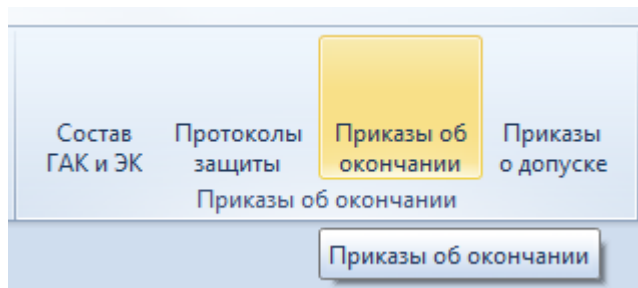 Состав
ГАК и ЭК
Протоколы
защиты
Приказы об
окончании
Приказы
о допуске
Приказы об окончании
Приказы об окончании